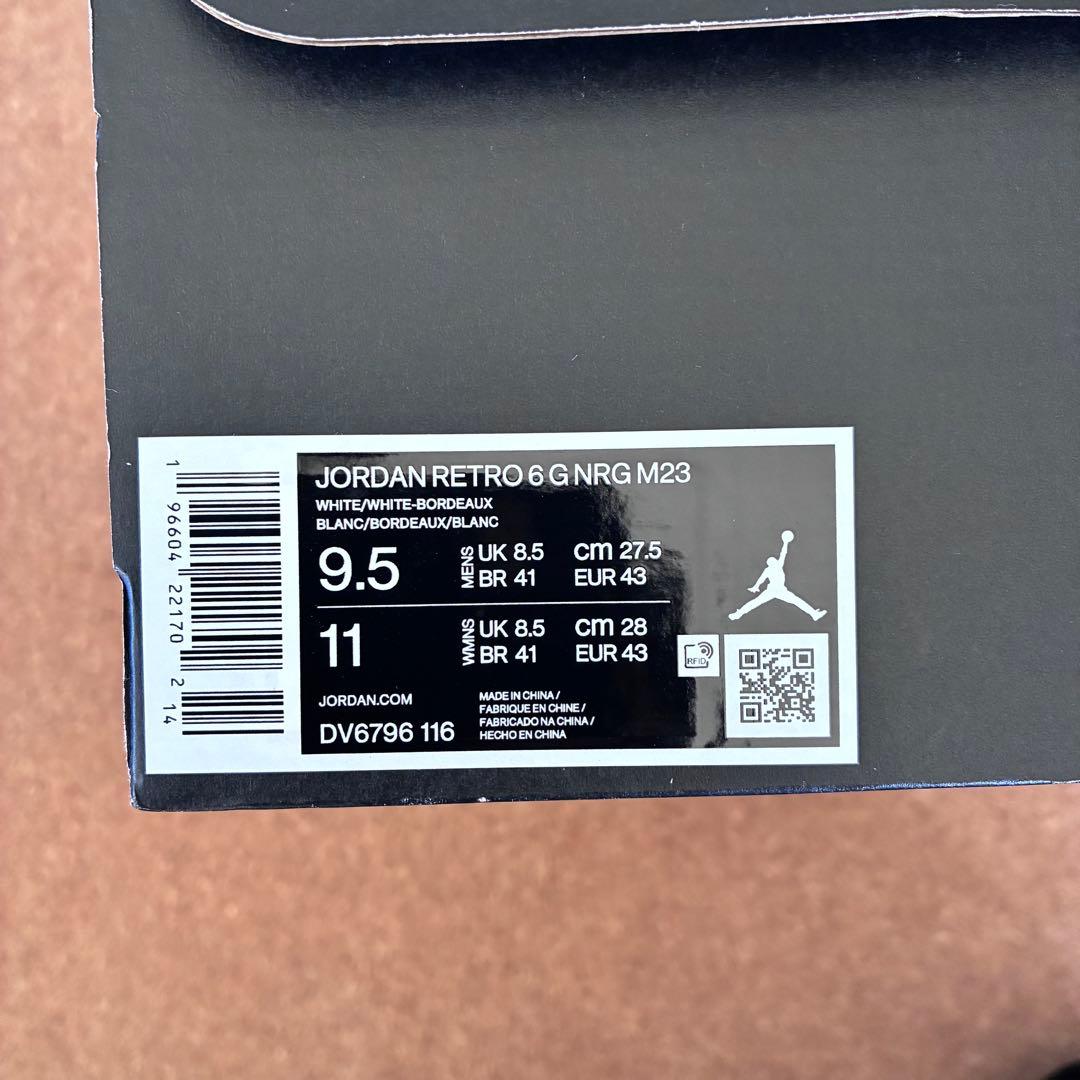 JORDAN RETRO 6 G NRG M23
WHITE/WHITE-BORDEAUX
BLANC/BORDEAUX/BLANC
9.5 MENS UK 8.5 cm 27.5
BR 41 EUR 43
11 WMNS UK 8.5 cm 28
BR 41 EUR 43
RFID
JORDAN.COM
DV6796 116
MADE IN CHINA /
FABRIQUE EN CHINE /
FABRICADO NA CHINA /
HECHO EN CHINA
1 96604 22170 2 14